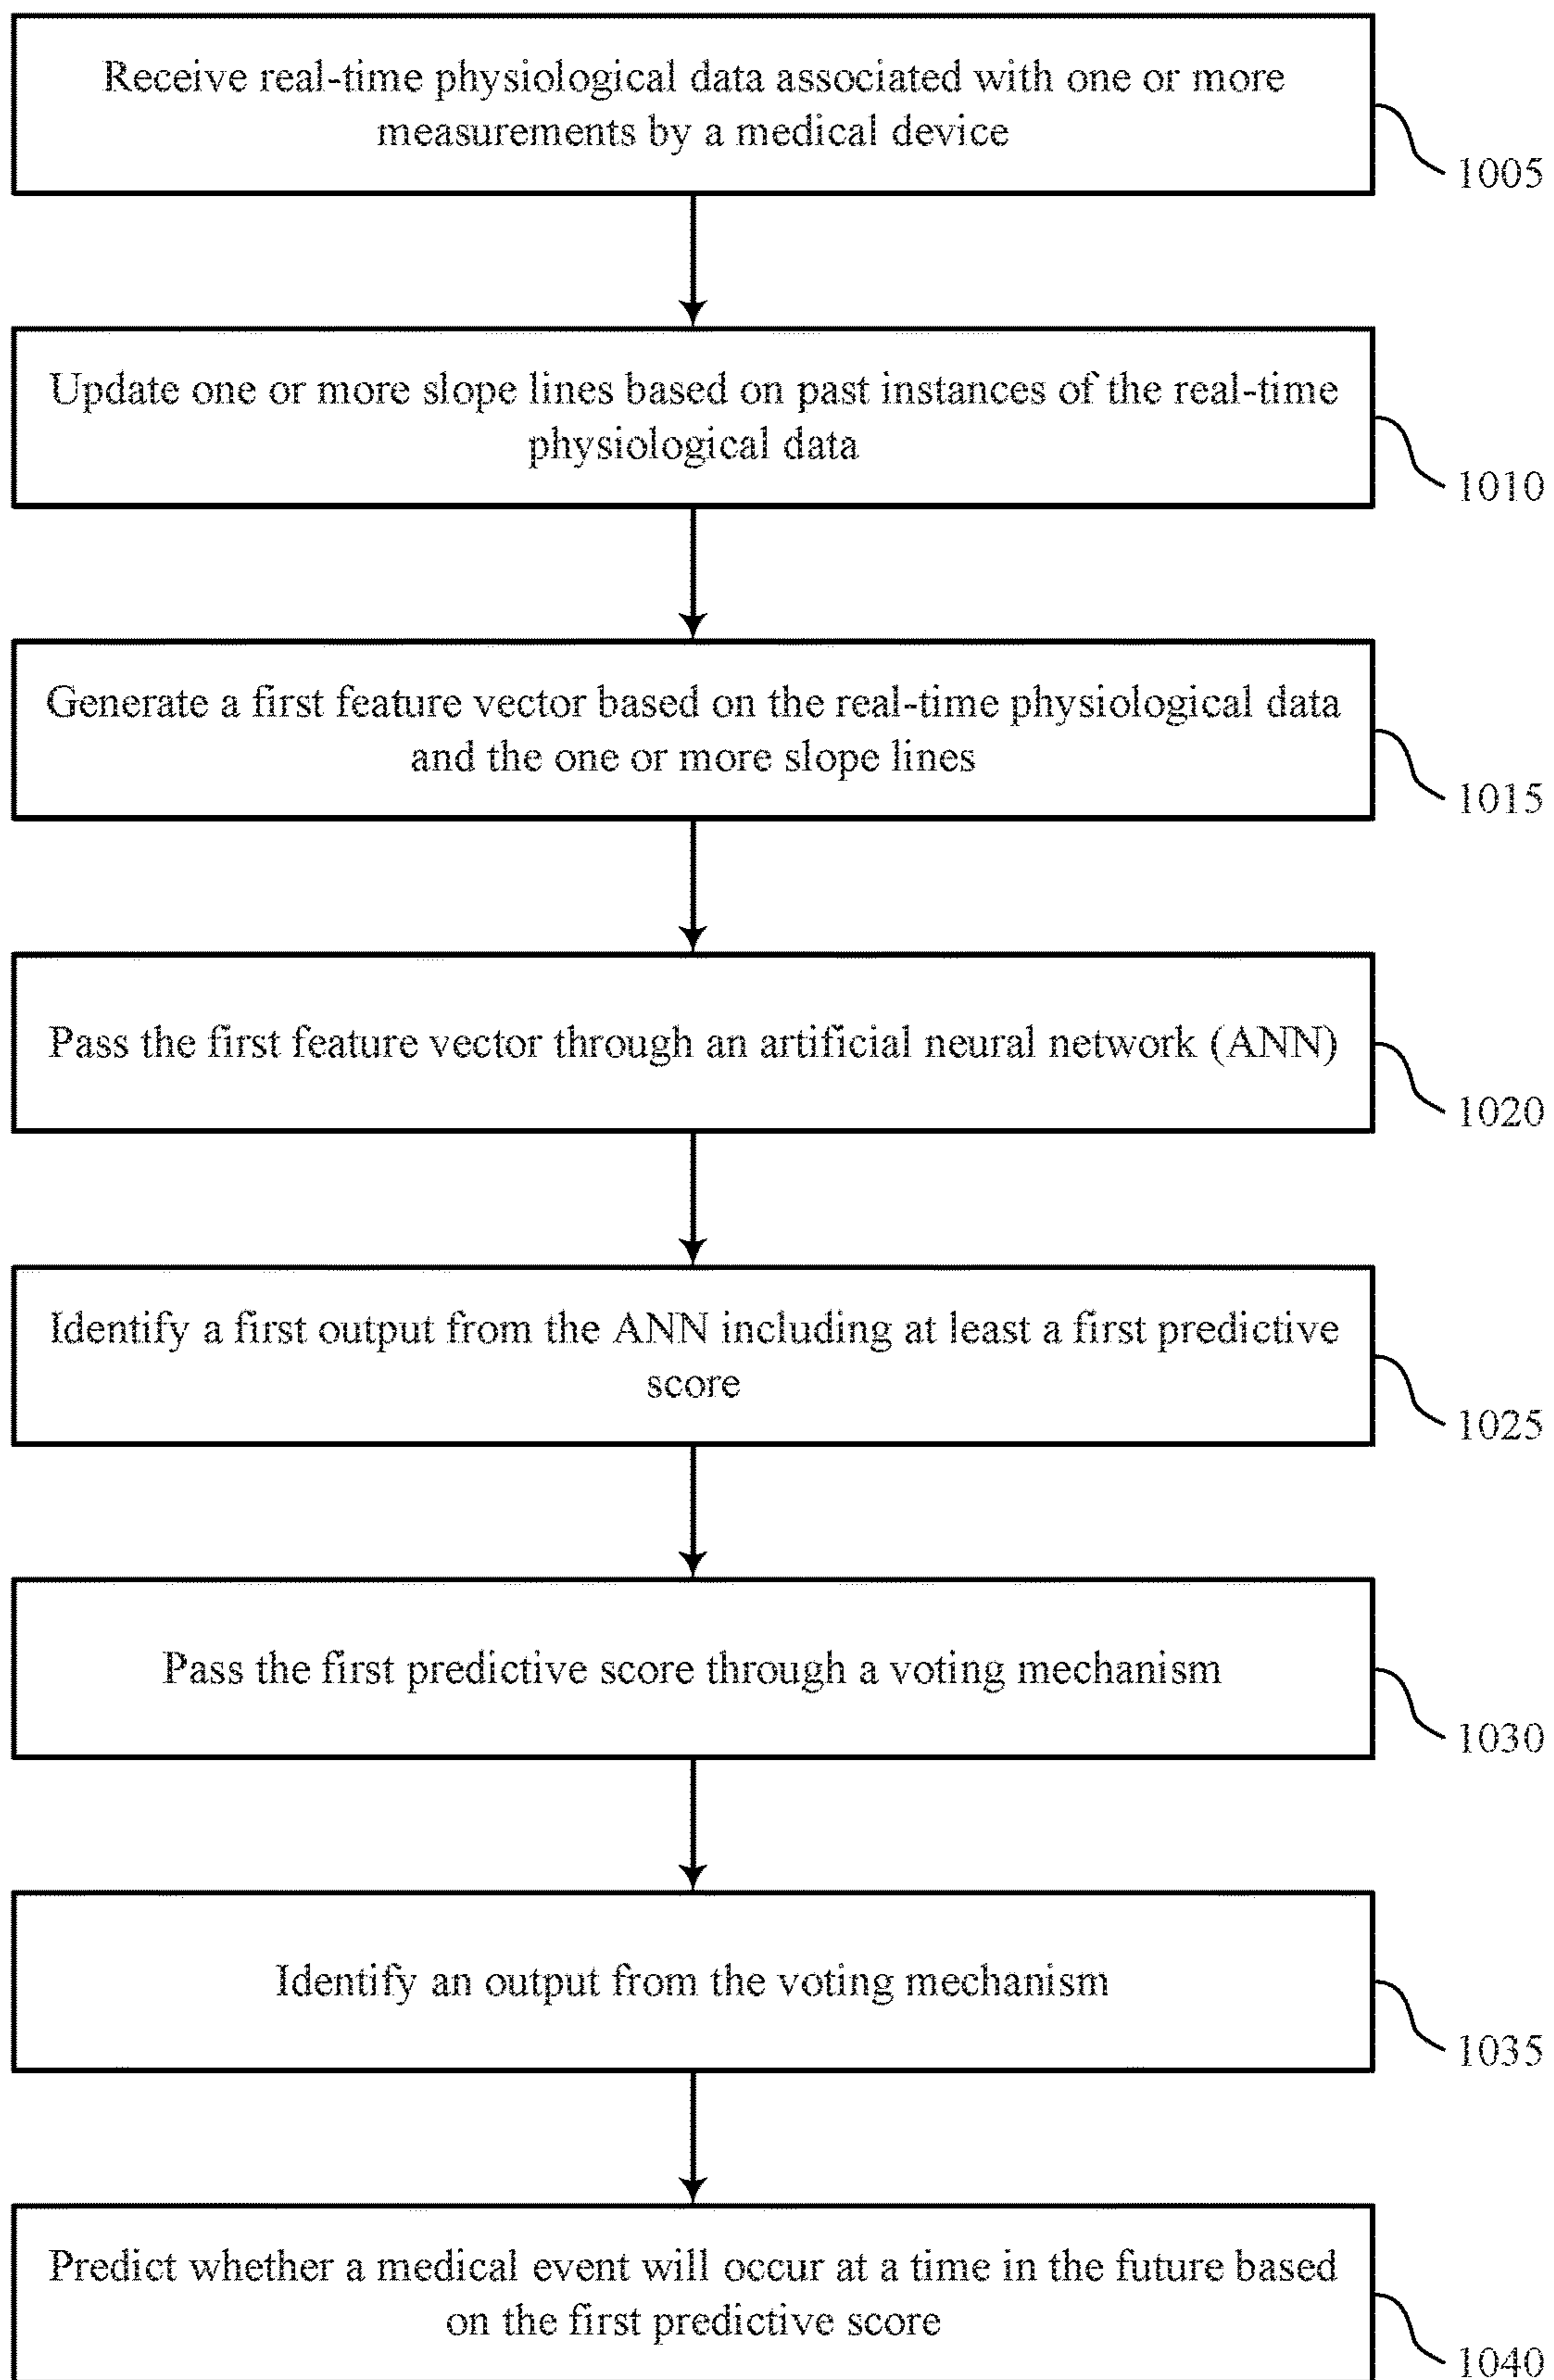 Receive real-time physiological data associated with one or more
measurements by a medical device
1005
Update one or more slope lines based on past instances of the real-time
physiological data
1010
Generate a first feature vector based on the real-time physiological data
and the one or more slope lines
1015
Pass the first feature vector through an artificial neural network (ANN)
1020
Identify a first output from the ANN including at least a first predictive
score
1025
Pass the first predictive score through a voting mechanism
1030
Identify an output from the voting mechanism
1035
Predict whether a medical event will occur at a time in the future based
on the first predictive score
1040